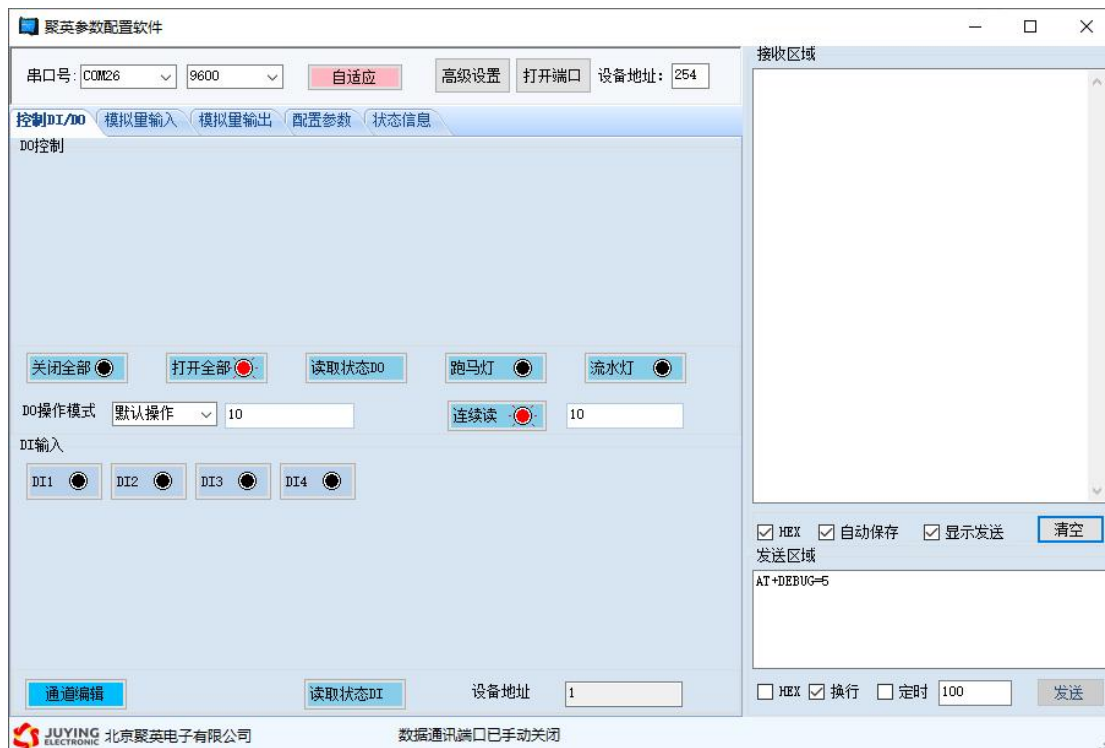 聚英参数配置软件
串口号: COM26 9600 自适应 高级设置 打开端口 设备地址: 254
控制DI/DO 模拟量输入 模拟量输出 配置参数 状态信息
DO控制
关闭全部 打开全部 读取状态DO 跑马灯 流水灯
DO操作模式 默认操作 10 连续读 10
DI输入
DI1 DI2 DI3 DI4
通道编辑 读取状态DI 设备地址 1
接收区域
HEX 自动保存 显示发送 清空
发送区域
AT+DEBUG=5
HEX 换行 定时 100 发送
JUYING ELECTRONIC 北京聚英电子有限公司 数据通讯端口已手动关闭